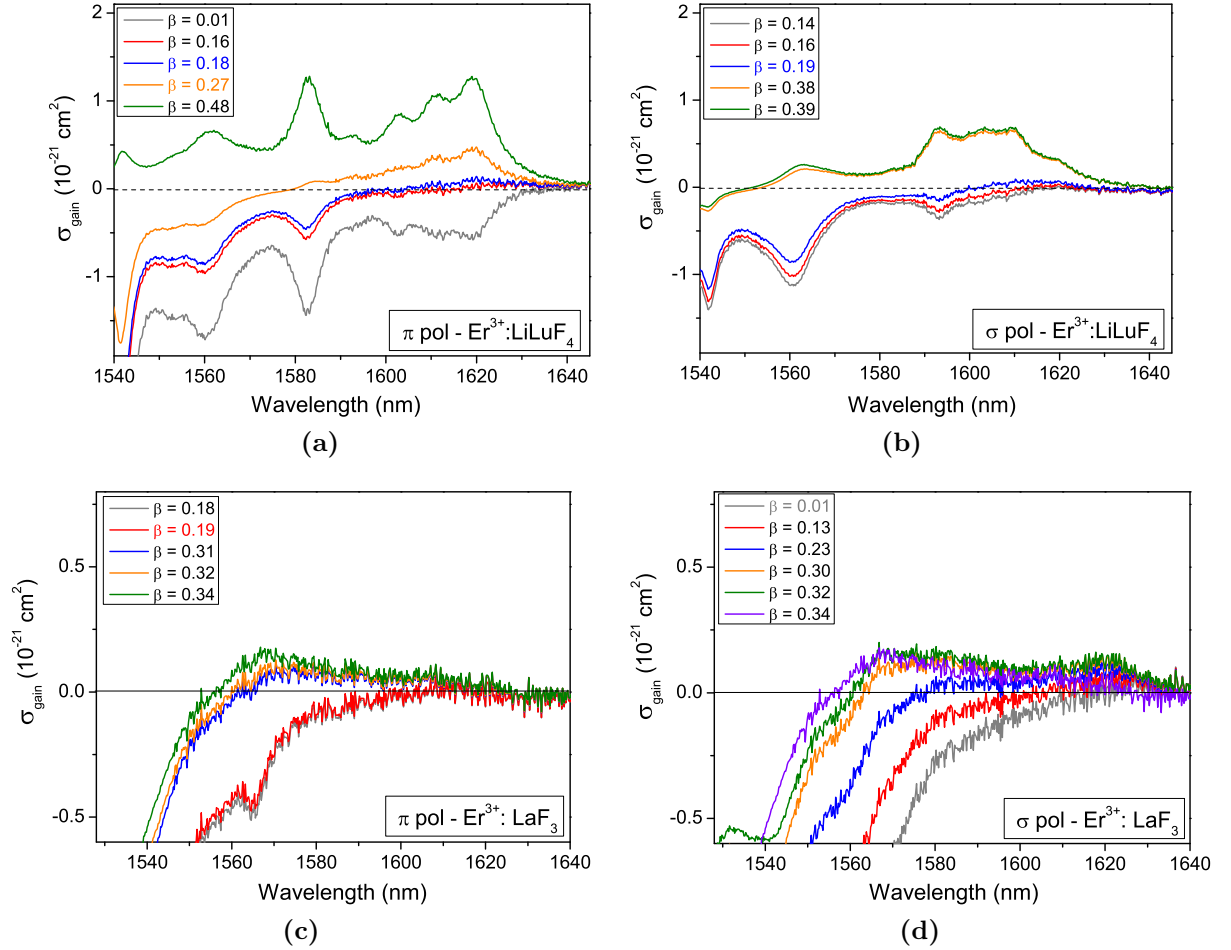 2
1
0
-1
σgain (10⁻²¹ cm²)
β = 0.01
β = 0.16
β = 0.18
β = 0.27
β = 0.48
π pol - Er³⁺:LiLuF₄
1540 1560 1580 1600 1620 1640
Wavelength (nm)
(a)
2
1
0
-1
σgain (10⁻²¹ cm²)
β = 0.14
β = 0.16
β = 0.19
β = 0.38
β = 0.39
σ pol - Er³⁺:LiLuF₄
1540 1560 1580 1600 1620 1640
Wavelength (nm)
(b)
0.5
0.0
-0.5
σgain (10⁻²¹ cm²)
β = 0.18
β = 0.19
β = 0.31
β = 0.32
β = 0.34
π pol - Er³⁺: LaF₃
1540 1560 1580 1600 1620 1640
Wavelength (nm)
(c)
0.5
0.0
-0.5
σgain (10⁻²¹ cm²)
β = 0.01
β = 0.13
β = 0.23
β = 0.30
β = 0.32
β = 0.34
σ pol - Er³⁺: LaF₃
1540 1560 1580 1600 1620 1640
Wavelength (nm)
(d)